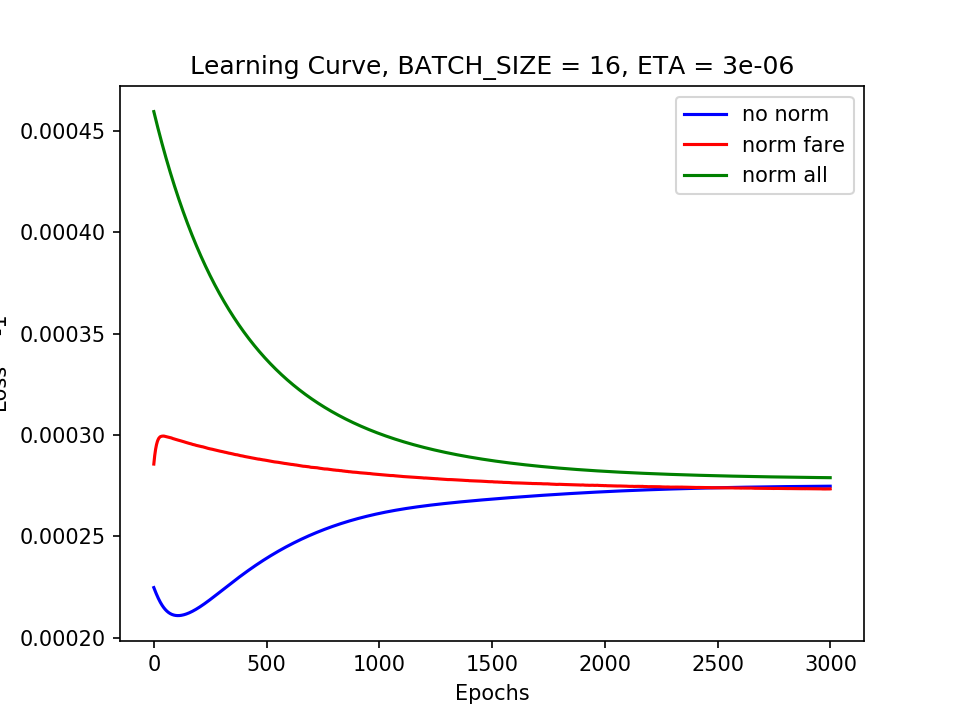 Learning Curve, BATCH_SIZE = 16, ETA = 3e-06
no norm
norm fare
norm all
0.00045
0.00040
0.00035
0.00030
0.00025
0.00020
0
500
1000
1500
2000
2500
3000
Epochs